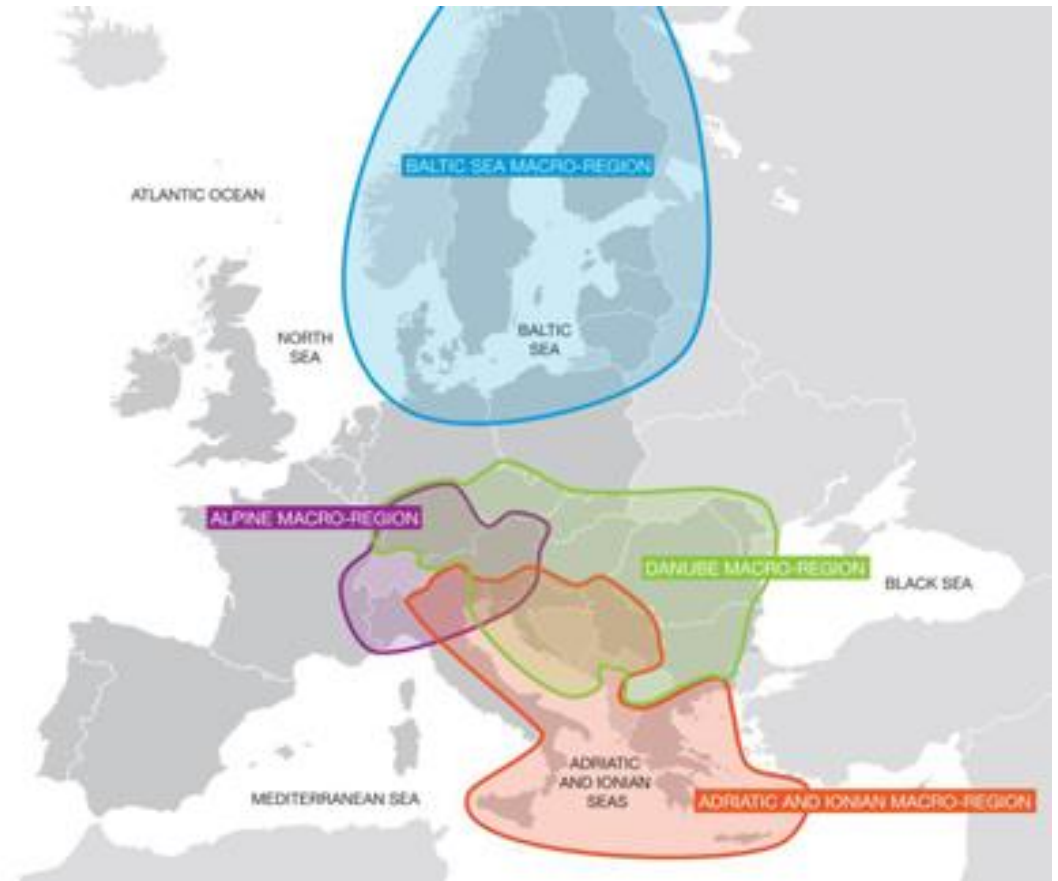 BALTIC SEA MACRO-REGION
ATLANTIC OCEAN
NORTH
SEA
BALTIC
SEA
ALPINE MACRO-REGION
DANUBE MACRO-REGION
BLACK SEA
ADRIATIC
AND IONIAN
SEAS
MEDITERRANEAN SEA
ADRIATIC AND IONIAN MACRO-REGION